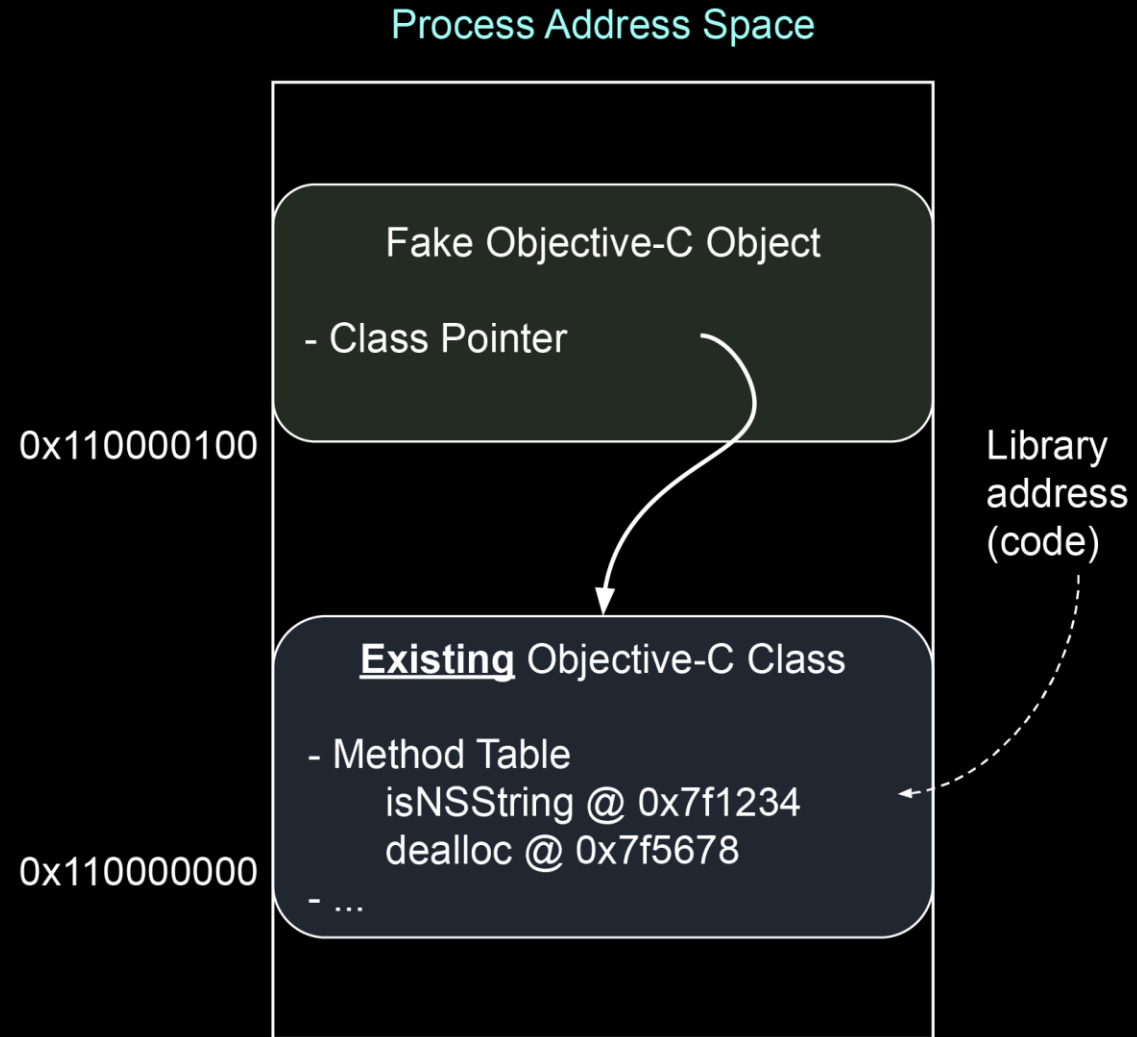 Process Address Space
Fake Objective-C Object
- Class Pointer
0x110000100
Library
address
(code)
Existing Objective-C Class
- Method Table
isNSString @ 0x7f1234
dealloc @ 0x7f5678
0x110000000
- ...